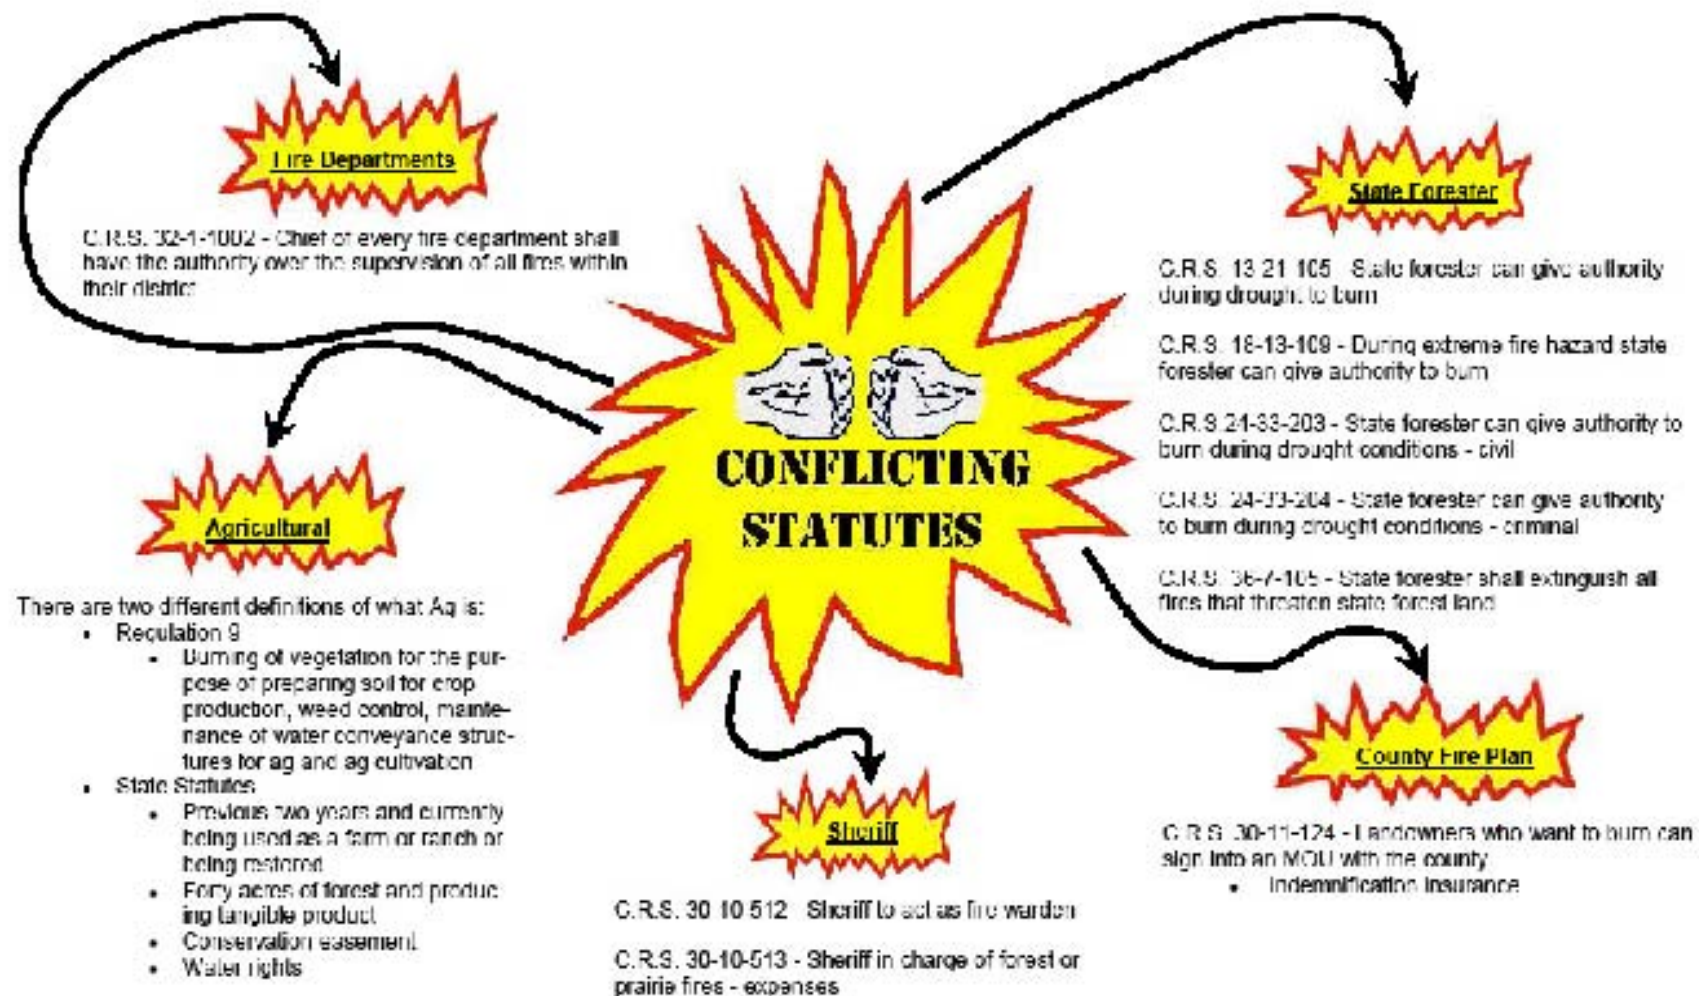 Fire Departments
C.R.S. 32-1-1002 - Chief of every fire department shall
have the authority over the supervision of all fires within
their district
State Forester
C.R.S. 13-21-105 - State forester can give authority
during drought to burn
C.R.S. 18-13-109 - During extreme fire hazard state
forester can give authority to burn
C.R.S.24-33-203 - State forester can give authority to
burn during drought conditions - civil
C.R.S. 24-33-204 - State forester can give authority
to burn during drought conditions - criminal
C.R.S. 36-7-105 - State forester shall extinguish all
fires that threaten state forest land
CONFLICTING
STATUTES
Agricultural
There are two different definitions of what Ag is:
• Regulation 9
• Burning of vegetation for the pur-
pose of preparing soil for crop
production, weed control, mainte-
nance of water conveyance struc-
tures for ag and ag cultivation
• State Statutes
• Previous two years and currently
being used as a farm or ranch or
being restored
• Forty acres of forest and produc-
ing tangible product
• Conservation easement
• Water rights
Sheriff
C.R.S. 30-10-512 - Sheriff to act as fire warden
C.R.S. 30-10-513 - Sheriff in charge of forest or
prairie fires - expenses
County Fire Plan
C.R.S. 30-11-124 - Landowners who want to burn can
sign into an MOU with the county
• Indemnification insurance